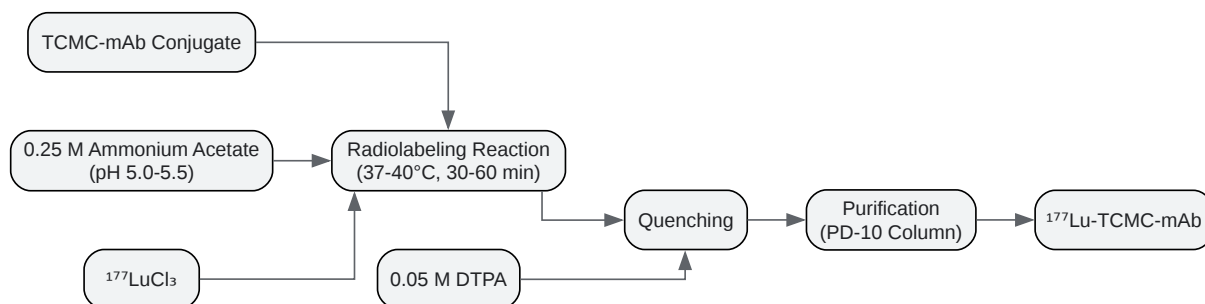 TCMC-mAb Conjugate
0.25 M Ammonium Acetate
(pH 5.0-5.5)
Radiolabeling Reaction
(37-40°C, 30-60 min)
¹⁷⁷LuCl₃
0.05 M DTPA
Quenching
Purification
(PD-10 Column)
¹⁷⁷Lu-TCMC-mAb